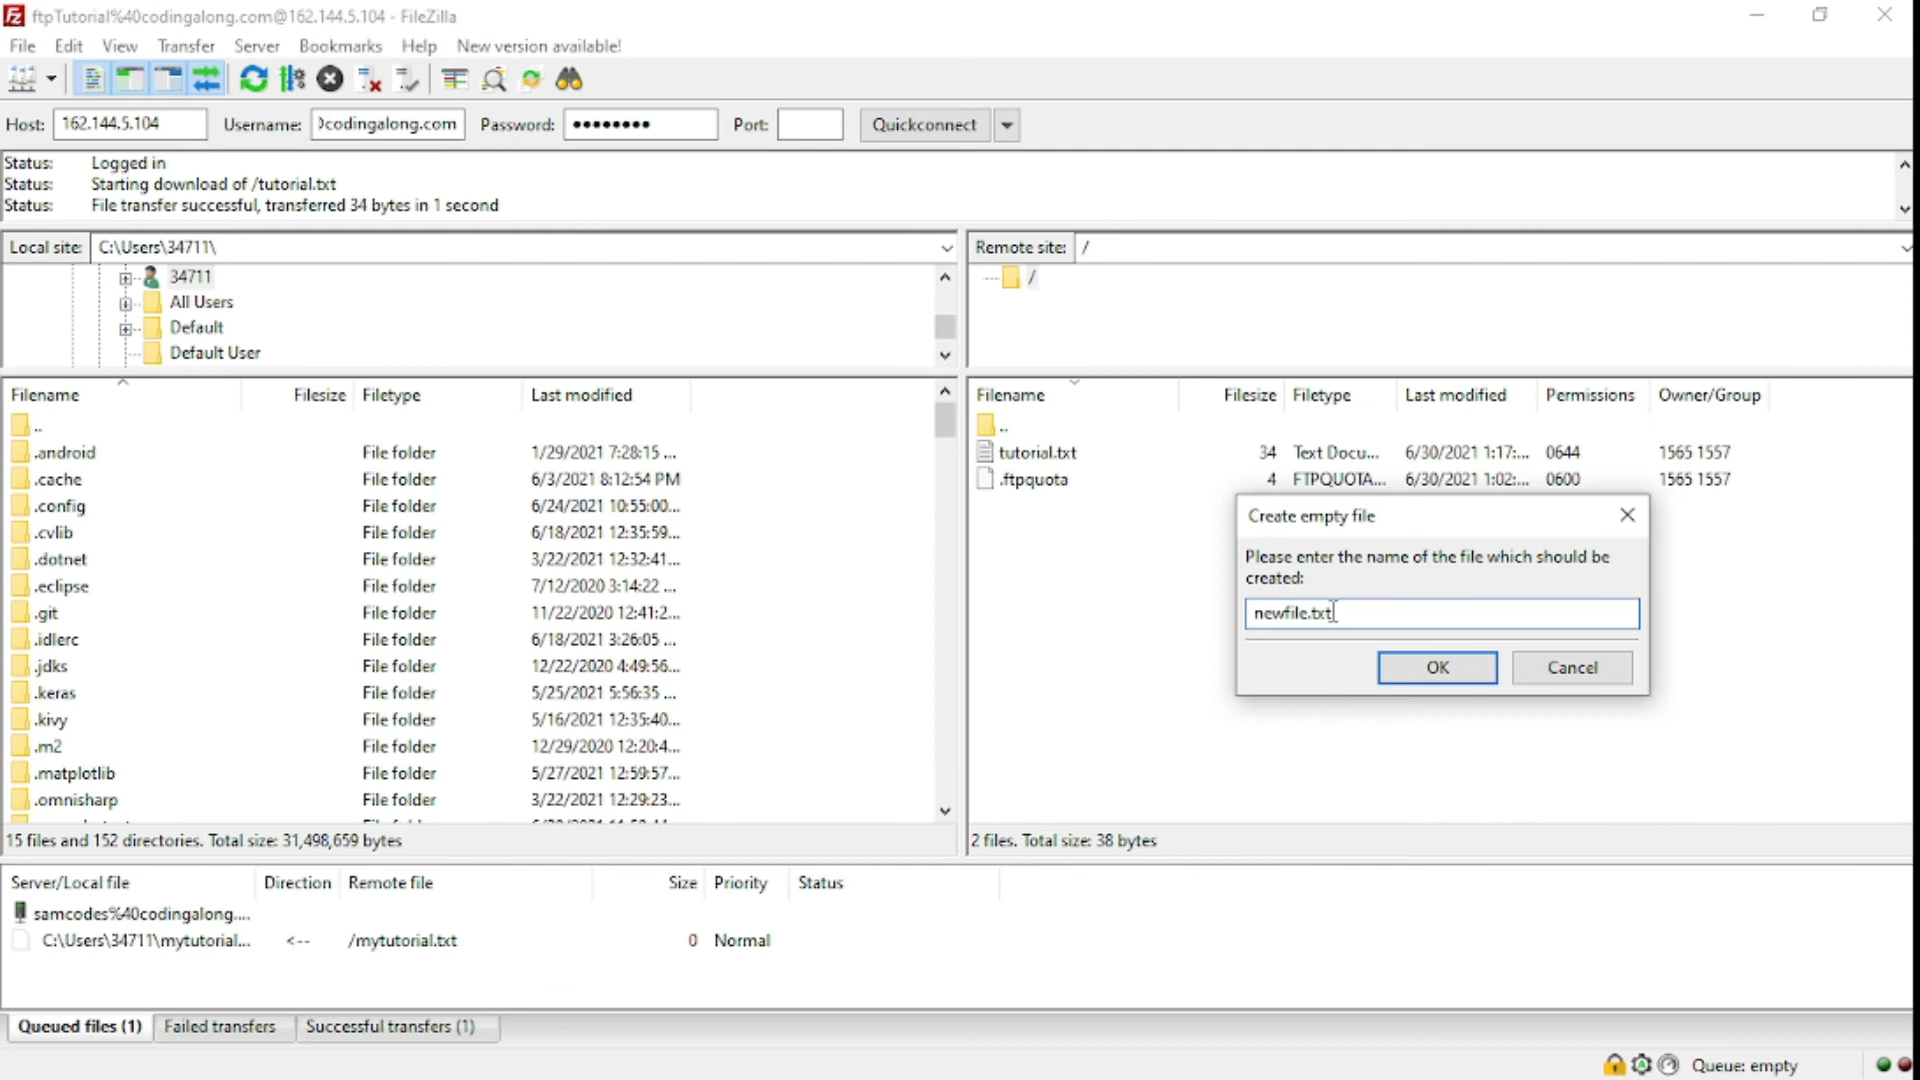 ftpTutorial%40codingalong.com@162.144.5.104 - FileZilla
File Edit View Transfer Server Bookmarks Help New version available!
Host: 162.144.5.104 Username: codingalong.com Password: ●●●●●●●● Port: Quickconnect
Status: Logged in
Status: Starting download of /tutorial.txt
Status: File transfer successful, transferred 34 bytes in 1 second
Local site: C:\Users\34711\
34711
All Users
Default
Default User
Remote site: /
/
Filename Filesize Filetype Last modified
..
.android File folder 1/29/2021 7:28:15 ...
.cache File folder 6/3/2021 8:12:54 PM
.config File folder 6/24/2021 10:55:00...
.cvlib File folder 6/18/2021 12:35:59...
.dotnet File folder 3/22/2021 12:32:41...
.eclipse File folder 7/12/2020 3:14:22 ...
.git File folder 11/22/2020 12:41:2...
.idlerc File folder 6/18/2021 3:26:05 ...
.jdks File folder 12/22/2020 4:49:56...
.keras File folder 5/25/2021 5:56:35 ...
.kivy File folder 5/16/2021 12:35:40...
.m2 File folder 12/29/2020 12:20:4...
.matplotlib File folder 5/27/2021 12:59:57...
.omnisharp File folder 3/22/2021 12:29:23...
15 files and 152 directories. Total size: 31,498,659 bytes
Filename Filesize Filetype Last modified Permissions Owner/Group
..
tutorial.txt 34 Text Docu... 6/30/2021 1:17:... 0644 1565 1557
.ftpquota 4 FTPQUOTA... 6/30/2021 1:02:... 0600 1565 1557
Create empty file
Please enter the name of the file which should be
created:
newfile.txt
OK Cancel
2 files. Total size: 38 bytes
Server/Local file Direction Remote file Size Priority Status
samcodes%40codingalong....
C:\Users\34711\mytutorial... <-- /mytutorial.txt 0 Normal
Queued files (1) Failed transfers Successful transfers (1)
Queue: empty